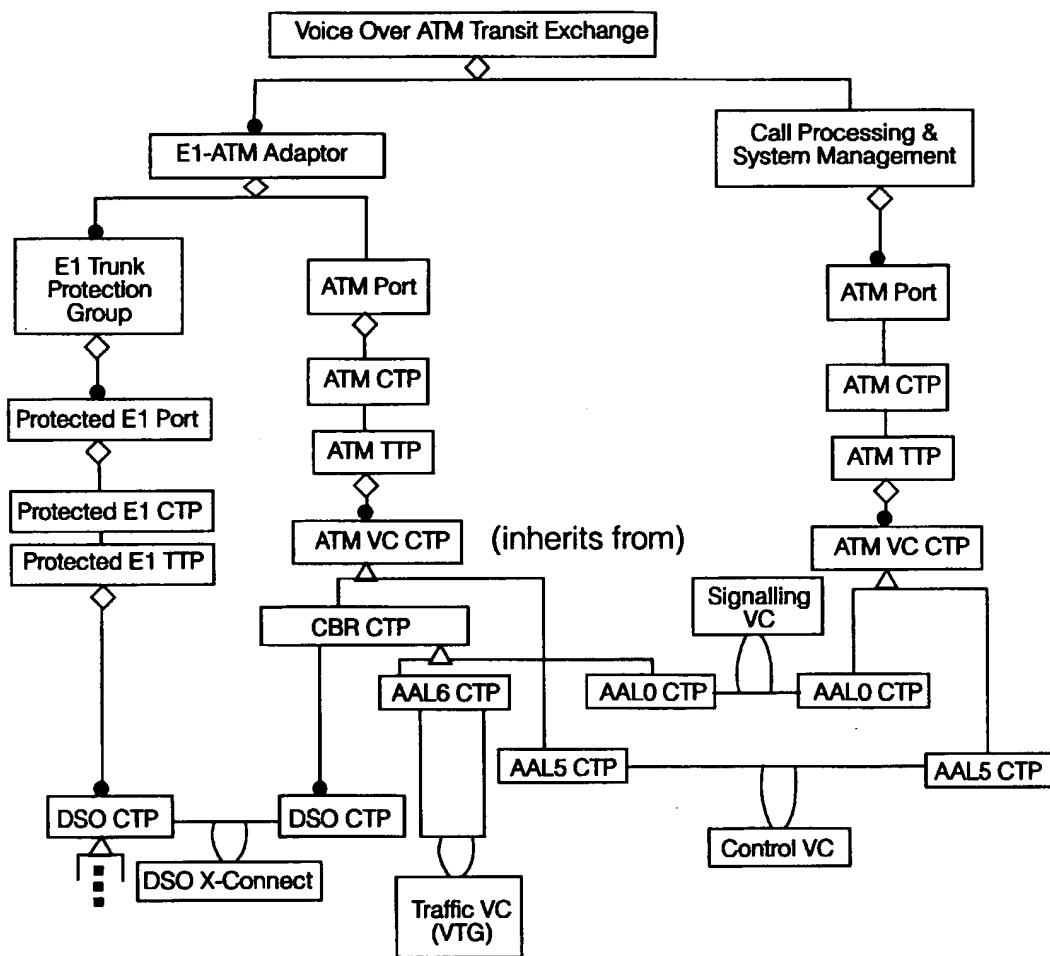 Voice Over ATM Transit Exchange
E1-ATM Adaptor
Call Processing &
System Management
E1 Trunk
Protection
Group
ATM Port
ATM Port
ATM CTP
ATM CTP
Protected E1 Port
ATM TTP
ATM TTP
Protected E1 CTP
Protected E1 TTP
ATM VC CTP
(inherits from)
ATM VC CTP
CBR CTP
Signalling
VC
AAL6 CTP
AAL0 CTP
AAL0 CTP
AAL5 CTP
AAL5 CTP
DSO CTP
DSO CTP
DSO X-Connect
Control VC
Traffic VC
(VTG)